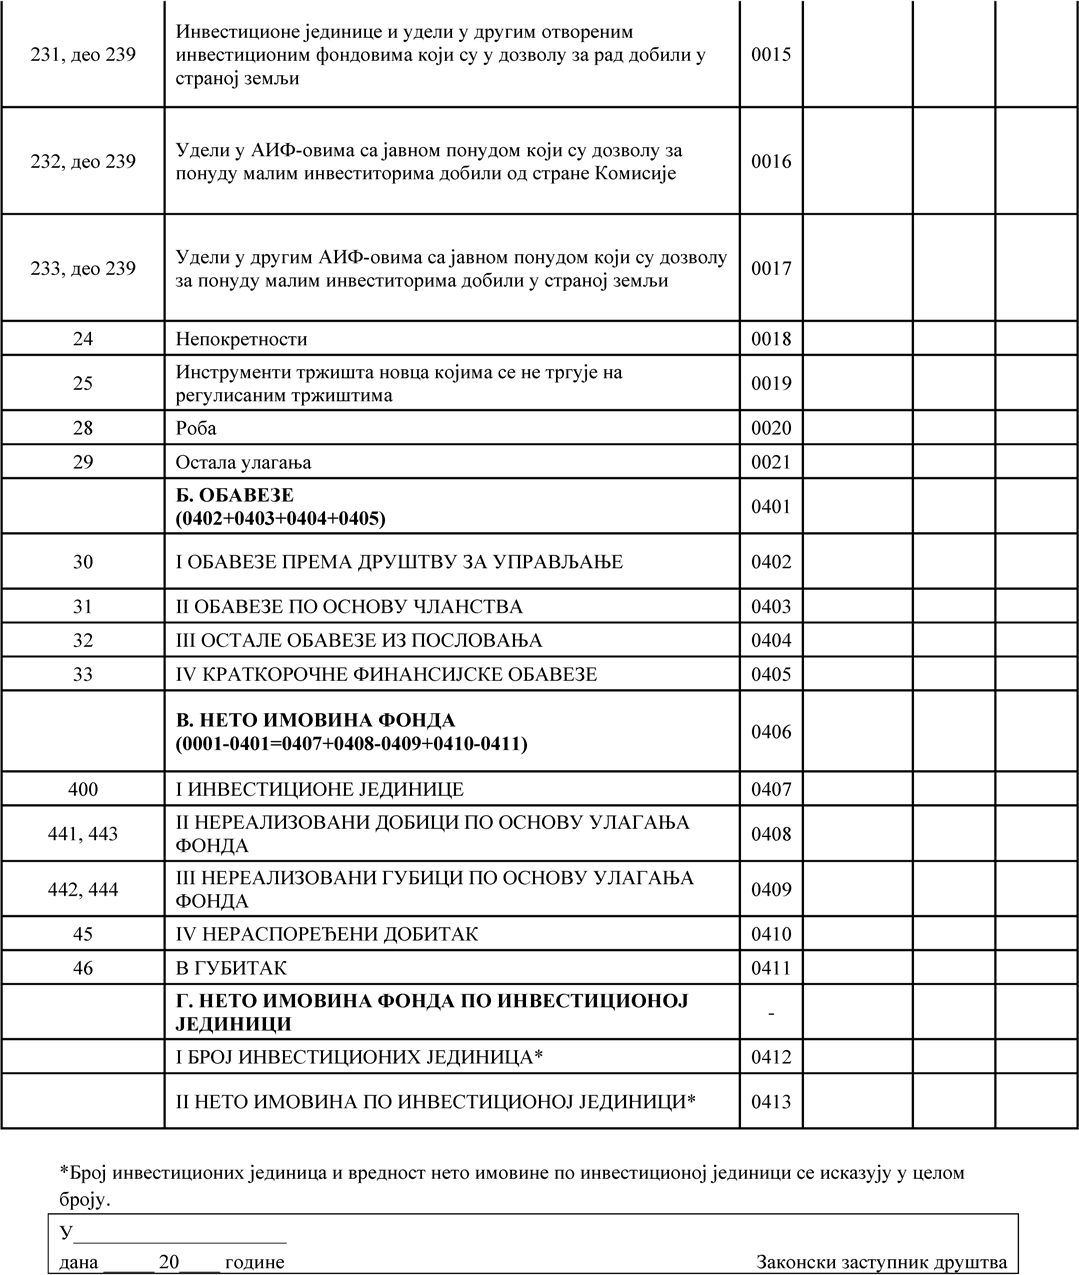 231, део 239 Инвестиционе јединице и удели у другим отвореним
инвестиционим фондовима који су у дозволу за рад добили у
страној земљи 0015
232, део 239 Удели у АИФ-овима са јавном понудом који су дозволу за
понуду малим инвеститорима добили од стране Комисије 0016
233, део 239 Удели у другим АИФ-овима са јавном понудом који су дозволу
за понуду малим инвеститорима добили у страној земљи 0017
24 Непокретности 0018
25 Инструменти тржишта новца којима се не тргује на
регулисаним тржиштима 0019
28 Роба 0020
29 Остала улагања 0021
Б. ОБАВЕЗЕ
(0402+0403+0404+0405) 0401
30 I ОБАВЕЗЕ ПРЕМА ДРУШТВУ ЗА УПРАВЉАЊЕ 0402
31 II ОБАВЕЗЕ ПО ОСНОВУ ЧЛАНСТВА 0403
32 III ОСТАЛЕ ОБАВЕЗЕ ИЗ ПОСЛОВАЊА 0404
33 IV КРАТКОРОЧНЕ ФИНАНСИЈСКЕ ОБАВЕЗЕ 0405
В. НЕТО ИМОВИНА ФОНДА
(0001-0401=0407+0408-0409+0410-0411) 0406
400 I ИНВЕСТИЦИОНЕ ЈЕДИНИЦЕ 0407
441, 443 II НЕРЕАЛИЗОВАНИ ДОБИЦИ ПО ОСНОВУ УЛАГАЊА
ФОНДА 0408
442, 444 III НЕРЕАЛИЗОВАНИ ГУБИЦИ ПО ОСНОВУ УЛАГАЊА
ФОНДА 0409
45 IV НЕРАСПОРЕЂЕНИ ДОБИТАК 0410
46 В ГУБИТАК 0411
Г. НЕТО ИМОВИНА ФОНДА ПО ИНВЕСТИЦИОНОЈ
ЈЕДИНИЦИ -
I БРОЈ ИНВЕСТИЦИОНИХ ЈЕДИНИЦА* 0412
II НЕТО ИМОВИНА ПО ИНВЕСТИЦИОНОЈ ЈЕДИНИЦИ* 0413
*Број инвестиционих јединица и вредност нето имовине по инвестиционој јединици се исказују у целом
броју.
У_____________________
дана _____ 20____ године Законски заступник друштва